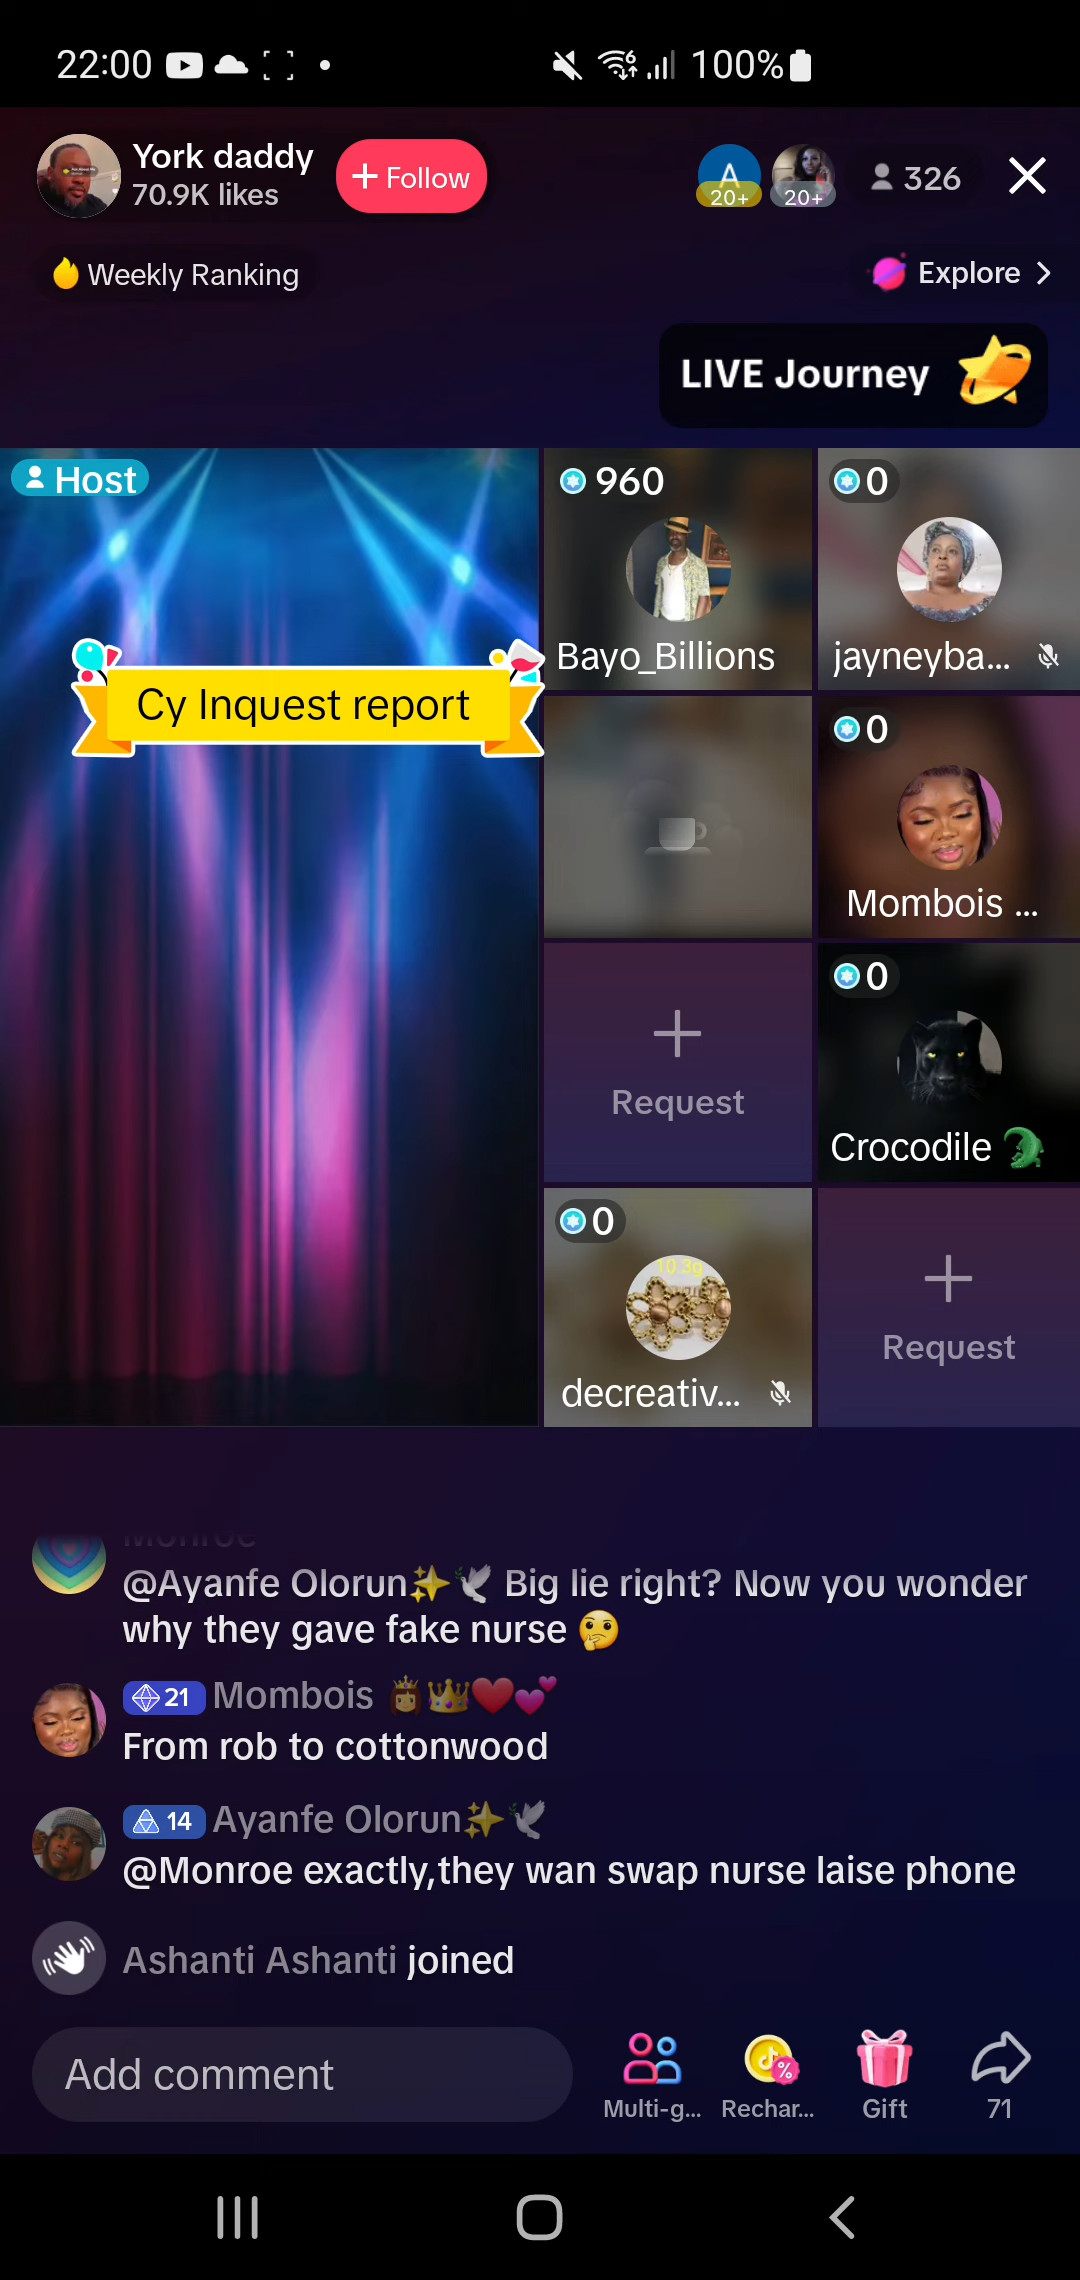 22:00
100%
York daddy
70.9K likes
+ Follow
A
20+
20+
326
Weekly Ranking
Explore
LIVE Journey
Host
Cy Inquest report
960
Bayo_Billions
0
jayneyba...
0
Mombois ...
Request
0
Crocodile 🐊
0
10.3g
decreativ...
Request
Monroe
@Ayanfe Olorun✨🕊 Big lie right? Now you wonder
why they gave fake nurse 🤔
21 Mombois 👸👑❤️💕
From rob to cottonwood
14 Ayanfe Olorun✨🕊
@Monroe exactly,they wan swap nurse laise phone
Ashanti Ashanti joined
Add comment
Multi-g...
Rechar...
Gift
71